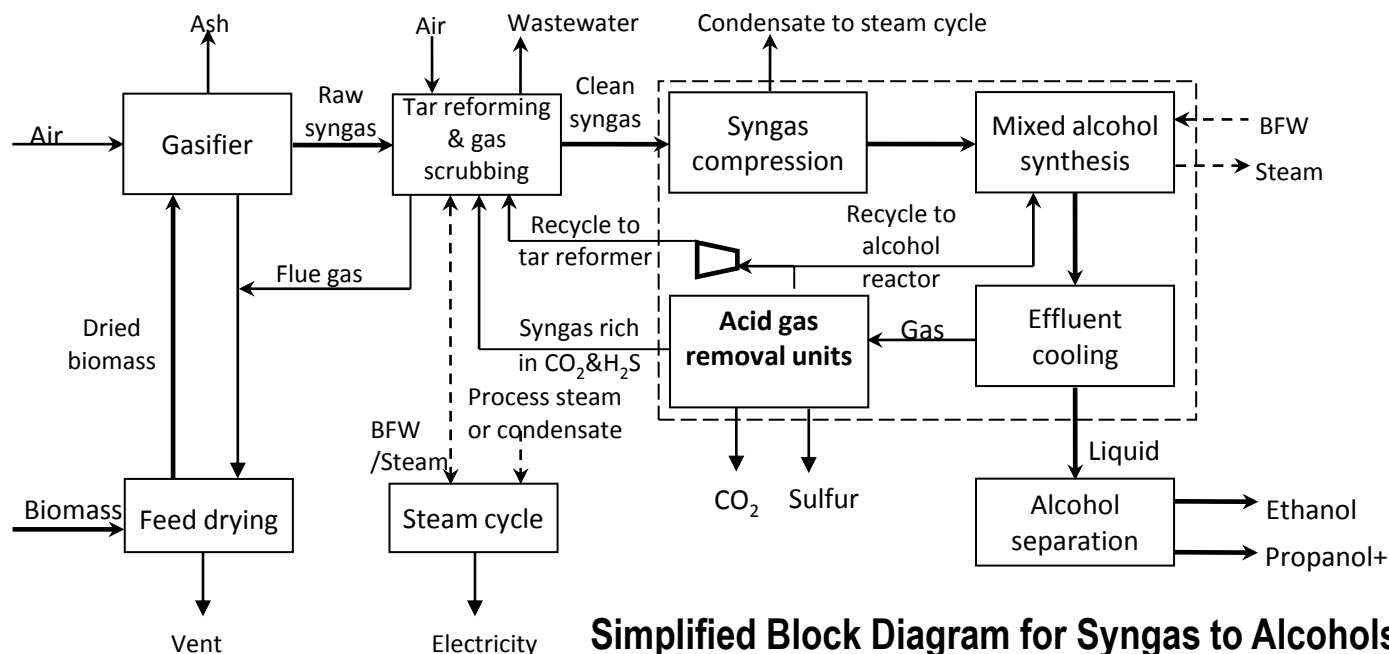 Ash
Air
Wastewater
Condensate to steam cycle
Air
Gasifier
Raw
syngas
Tar reforming
& gas
scrubbing
Clean
syngas
Syngas
compression
Mixed alcohol
synthesis
BFW
Steam
Recycle to
tar reformer
Recycle to
alcohol
reactor
Flue gas
Dried
biomass
Syngas rich
in CO₂&H₂S
Acid gas
removal units
Gas
Effluent
cooling
Process steam
or condensate
BFW
/Steam
Liquid
Biomass
Feed drying
Steam cycle
CO₂
Sulfur
Alcohol
separation
Ethanol
Propanol+
Vent
Electricity
Simplified Block Diagram for Syngas to Alcohols